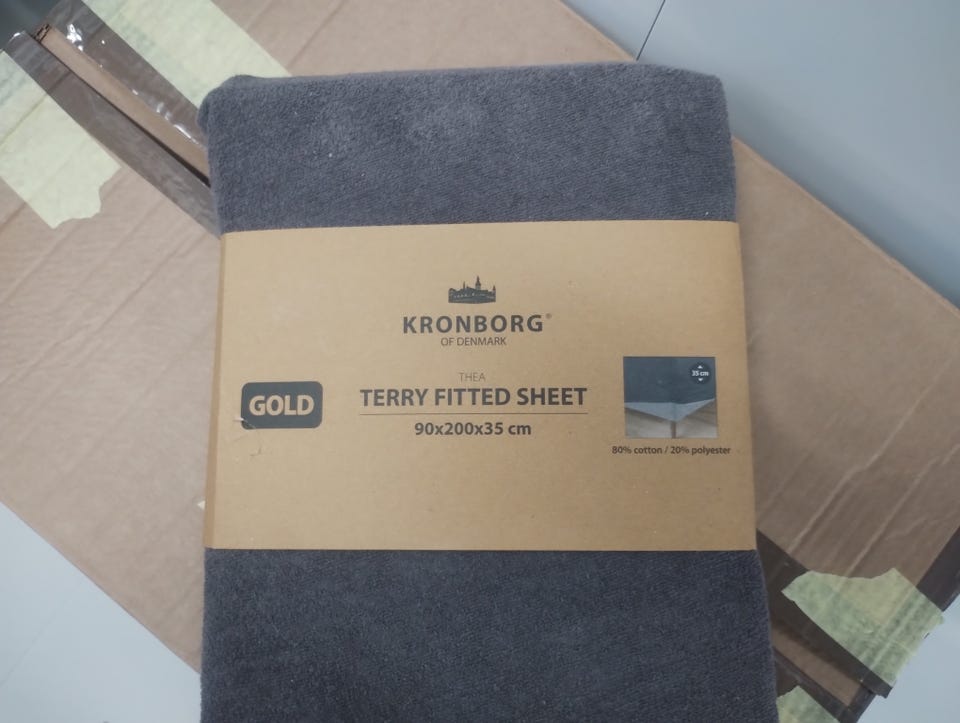 KRONBORG®
OF DENMARK
THEA
TERRY FITTED SHEET
90x200x35 cm
GOLD
35 cm
80% cotton / 20% polyester